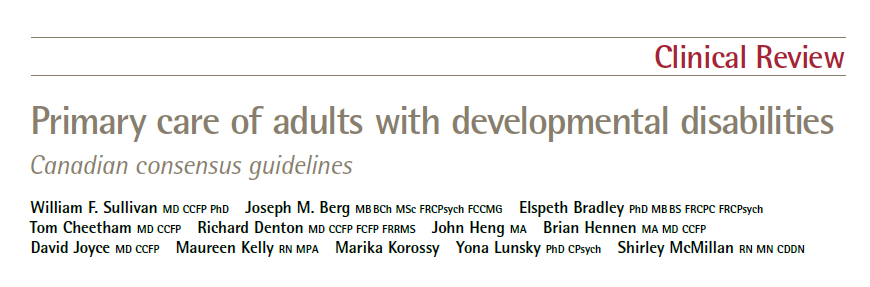 Clinical Review
Primary care of adults with developmental disabilities
Canadian consensus guidelines
William F. Sullivan MD CCFP PhD Joseph M. Berg MB BCh MSc FRCPsych FCCMG Elspeth Bradley PhD MB BS FRCPC FRCPsych
Tom Cheetham MD CCFP Richard Denton MD CCFP FCFP FRRMS John Heng MA Brian Hennen MA MD CCFP
David Joyce MD CCFP Maureen Kelly RN MPA Marika Korossy Yona Lunsky PhD CPsych Shirley McMillan RN MN CDDN